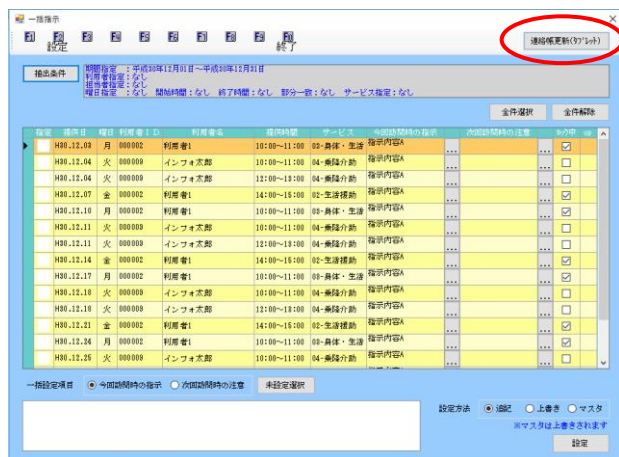 一括指示
F1 F2 F3 F4 F5 F6 F7 F8 F9 F10
設定 終了
連絡帳更新(ﾀﾌﾞﾚｯﾄ)
抽出条件
期間指定 :平成30年12月01日~平成30年12月31日
利用者指定:なし
担当者指定:なし
曜日指定 :なし 開始時間:なし 終了時間:なし 部分一致:なし サービス指定:なし
全件選択 全件解除
指定 提供日 曜日 利用者ID 利用者名 提供時間 サービス 今回訪問時の指示 次回訪問時の注意
H30.12.03 月 000002 利用者1 10:00~11:00 03-身体・生活 指示内容A ...  ...
H30.12.04 火 000009 インフォ太郎 10:00~11:00 04-乗降介助 指示内容A ... ...
H30.12.04 火 000009 インフォ太郎 12:00~13:00 04-乗降介助 指示内容A ... ...
H30.12.07 金 000002 利用者1 14:00~15:00 02-生活援助 指示内容A ... ...
H30.12.10 月 000002 利用者1 10:00~11:00 03-身体・生活 指示内容A ... ...
H30.12.11 火 000009 インフォ太郎 10:00~11:00 04-乗降介助 指示内容A ... ...
H30.12.11 火 000009 インフォ太郎 12:00~13:00 04-乗降介助 指示内容A ... ...
H30.12.14 金 000002 利用者1 14:00~15:00 02-生活援助 指示内容A ... ...
H30.12.17 月 000002 利用者1 10:00~11:00 03-身体・生活 指示内容A ... ...
H30.12.18 火 000009 インフォ太郎 10:00~11:00 04-乗降介助 指示内容A ... ...
H30.12.18 火 000009 インフォ太郎 12:00~13:00 04-乗降介助 指示内容A ... ...
H30.12.21 金 000002 利用者1 14:00~15:00 02-生活援助 指示内容A ... ...
H30.12.24 月 000002 利用者1 10:00~11:00 03-身体・生活 指示内容A ... ...
H30.12.25 火 000009 インフォ太郎 10:00~11:00 04-乗降介助 指示内容A ... ...
一括設定項目 今回訪問時の指示 次回訪問時の注意 未設定選択
設定方法 追記 上書き マスタ
※マスタは上書きされます
設定